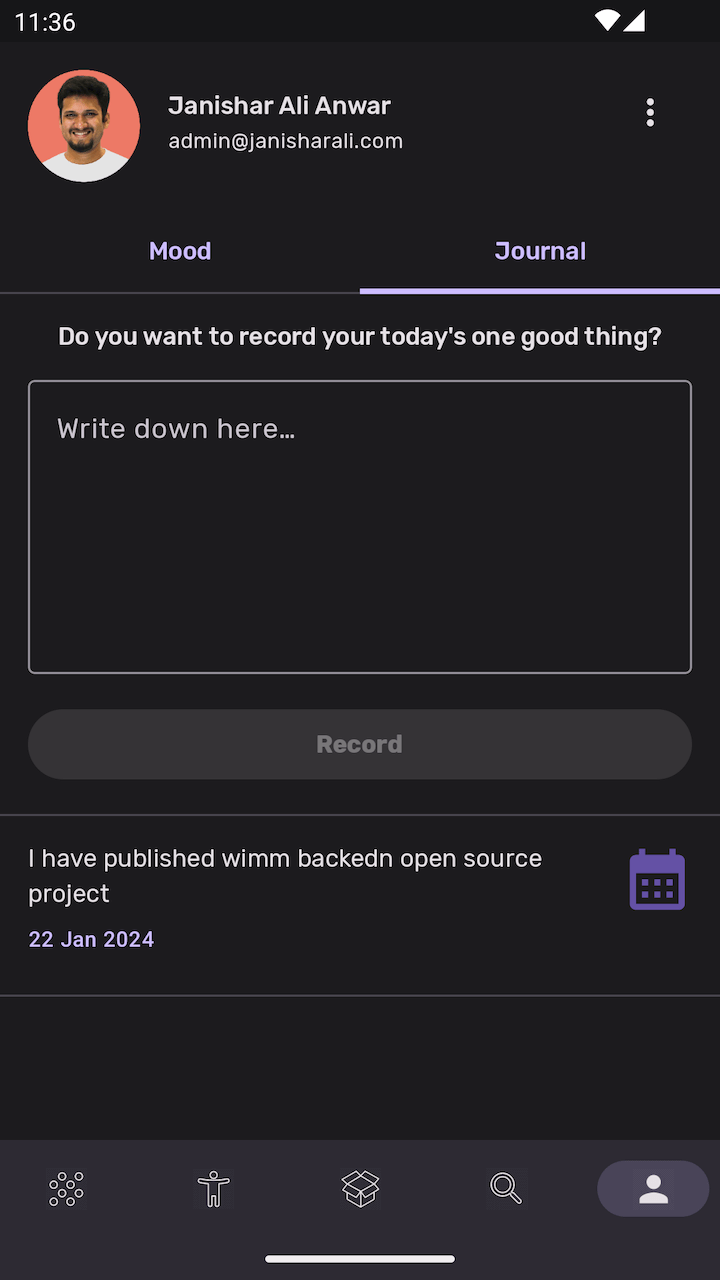 11:36
Janishar Ali Anwar
admin@janisharali.com
Mood
Journal
Do you want to record your today's one good thing?
Write down here…
Record
I have published wimm backedn open source
project
22 Jan 2024